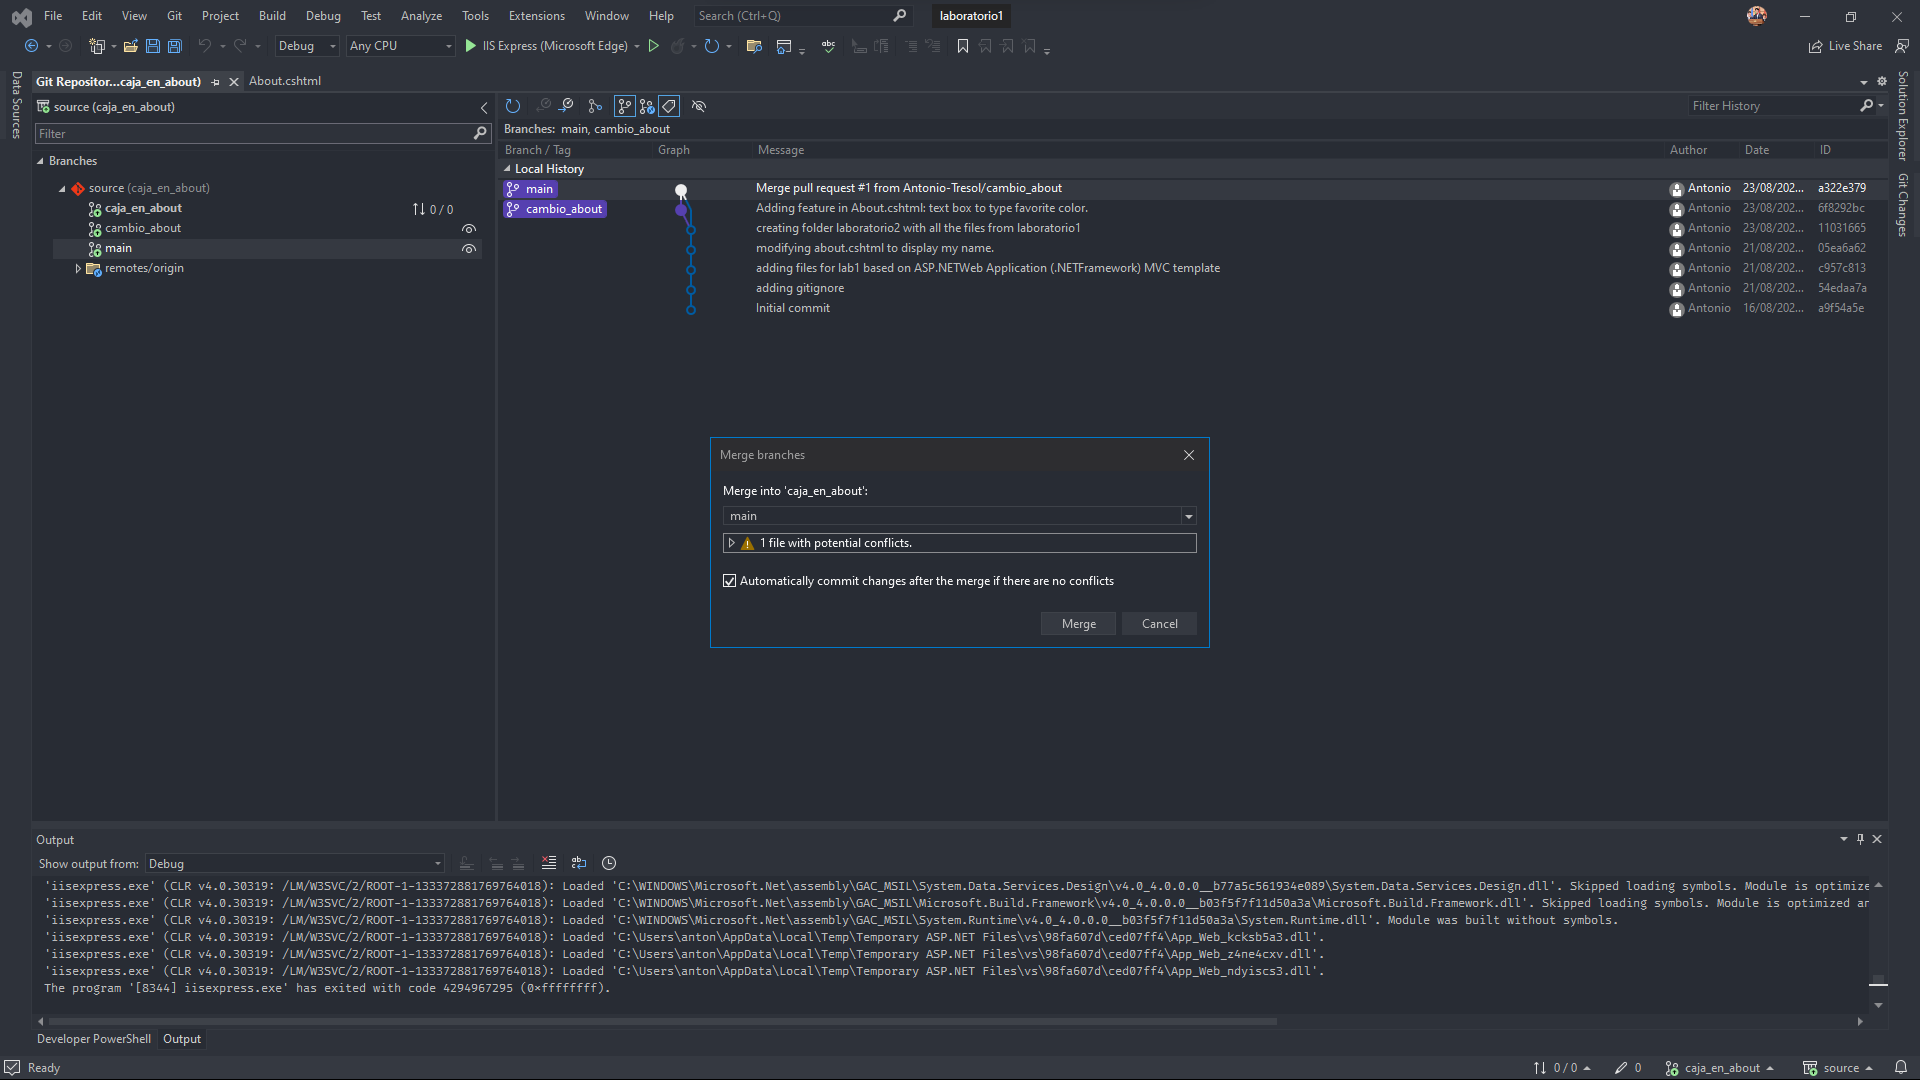 File Edit View Git Project Build Debug Test Analyze Tools Extensions Window Help Search (Ctrl+Q) laboratorio1
Debug Any CPU IIS Express (Microsoft Edge) Live Share
Data Sources
Git Repositor...caja_en_about) About.cshtml
source (caja_en_about)
Filter
Branches
source (caja_en_about)
caja_en_about 0 / 0
cambio_about
main
remotes/origin
Filter History
Branches: main, cambio_about
Branch / Tag Graph Message Author Date ID
Local History
main Merge pull request #1 from Antonio-Tresol/cambio_about Antonio 23/08/202... a322e379
cambio_about Adding feature in About.cshtml: text box to type favorite color. Antonio 23/08/202... 6f8292bc
creating folder laboratorio2 with all the files from laboratorio1 Antonio 23/08/202... 11031665
modifying about.cshtml to display my name. Antonio 21/08/202... 05ea6a62
adding files for lab1 based on ASP.NETWeb Application (.NETFramework) MVC template Antonio 21/08/202... c957c813
adding gitignore Antonio 21/08/202... 54edaa7a
Initial commit Antonio 16/08/202... a9f54a5e
Solution Explorer
Git Changes
Merge branches
Merge into 'caja_en_about':
main
1 file with potential conflicts.
Automatically commit changes after the merge if there are no conflicts
Merge Cancel
Output
Show output from: Debug
'iisexpress.exe' (CLR v4.0.30319: /LM/W3SVC/2/ROOT-1-133372881769764018): Loaded 'C:\WINDOWS\Microsoft.Net\assembly\GAC_MSIL\System.Data.Services.Design\v4.0_4.0.0.0__b77a5c561934e089\System.Data.Services.Design.dll'. Skipped loading symbols. Module is optimize
'iisexpress.exe' (CLR v4.0.30319: /LM/W3SVC/2/ROOT-1-133372881769764018): Loaded 'C:\WINDOWS\Microsoft.Net\assembly\GAC_MSIL\Microsoft.Build.Framework\v4.0_4.0.0.0__b03f5f7f11d50a3a\Microsoft.Build.Framework.dll'. Skipped loading symbols. Module is optimized an
'iisexpress.exe' (CLR v4.0.30319: /LM/W3SVC/2/ROOT-1-133372881769764018): Loaded 'C:\WINDOWS\Microsoft.Net\assembly\GAC_MSIL\System.Runtime\v4.0_4.0.0.0__b03f5f7f11d50a3a\System.Runtime.dll'. Module was built without symbols.
'iisexpress.exe' (CLR v4.0.30319: /LM/W3SVC/2/ROOT-1-133372881769764018): Loaded 'C:\Users\anton\AppData\Local\Temp\Temporary ASP.NET Files\vs\98fa607d\ced07ff4\App_Web_kcksb5a3.dll'.
'iisexpress.exe' (CLR v4.0.30319: /LM/W3SVC/2/ROOT-1-133372881769764018): Loaded 'C:\Users\anton\AppData\Local\Temp\Temporary ASP.NET Files\vs\98fa607d\ced07ff4\App_Web_z4ne4cxv.dll'.
'iisexpress.exe' (CLR v4.0.30319: /LM/W3SVC/2/ROOT-1-133372881769764018): Loaded 'C:\Users\anton\AppData\Local\Temp\Temporary ASP.NET Files\vs\98fa607d\ced07ff4\App_Web_ndyiscs3.dll'.
The program '[8344] iisexpress.exe' has exited with code 4294967295 (0xffffffff).
Developer PowerShell Output
Ready 0 / 0 0 caja_en_about source